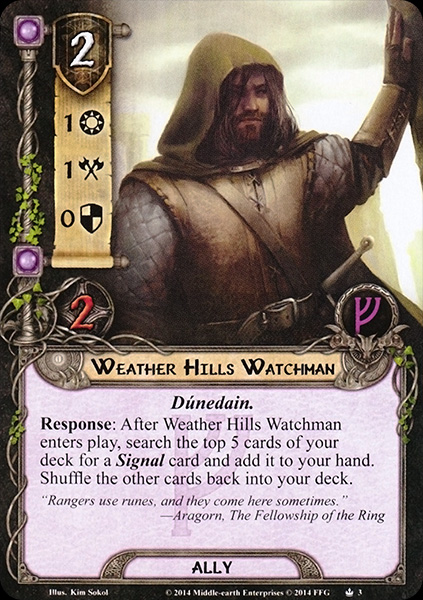 2
1
1
0
2
WEATHER HILLS WATCHMAN
Dúnedain.
Response: After Weather Hills Watchman
enters play, search the top 5 cards of your
deck for a Signal card and add it to your hand.
Shuffle the other cards back into your deck.
“Rangers use runes, and they come here sometimes.”
—Aragorn, The Fellowship of the Ring
ALLY
Illus. Kim Sokol © 2014 Middle-earth Enterprises © 2014 FFG 3